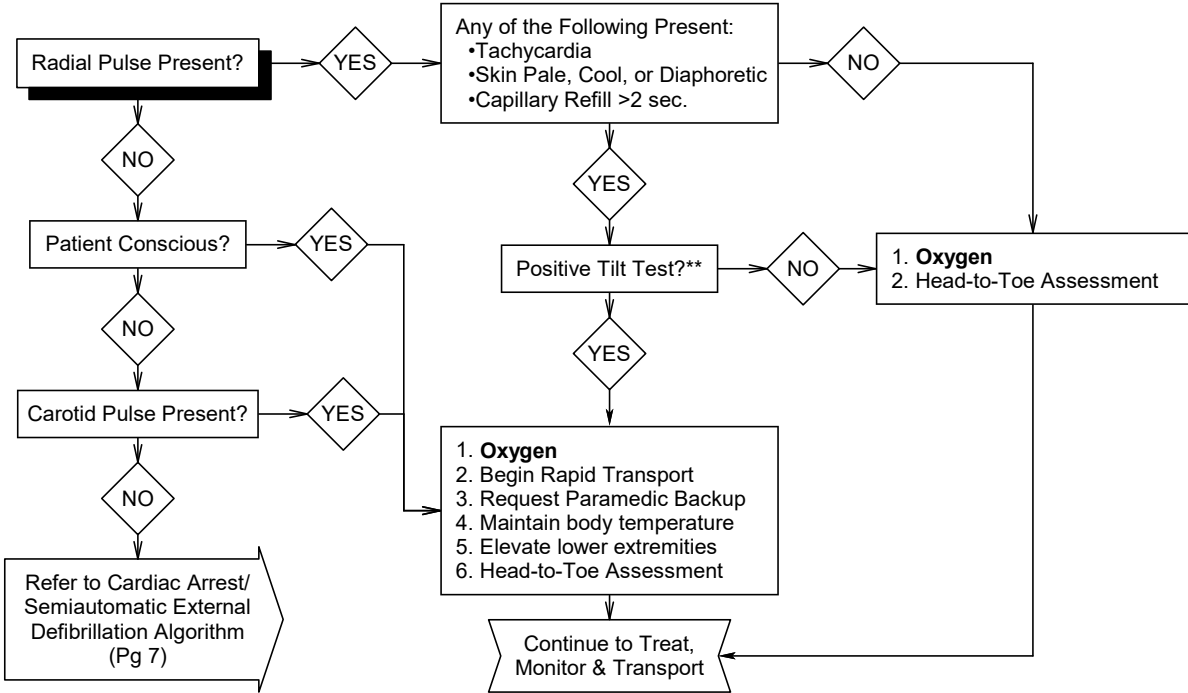 Radial Pulse Present?
YES
Any of the Following Present:
•Tachycardia
•Skin Pale, Cool, or Diaphoretic
•Capillary Refill >2 sec.
NO
NO
YES
Patient Conscious?
YES
Positive Tilt Test?**
NO
1. Oxygen
2. Head-to-Toe Assessment
NO
YES
Carotid Pulse Present?
YES
1. Oxygen
2. Begin Rapid Transport
3. Request Paramedic Backup
4. Maintain body temperature
5. Elevate lower extremities
6. Head-to-Toe Assessment
NO
Refer to Cardiac Arrest/
Semiautomatic External
Defibrillation Algorithm
(Pg 7)
Continue to Treat,
Monitor & Transport